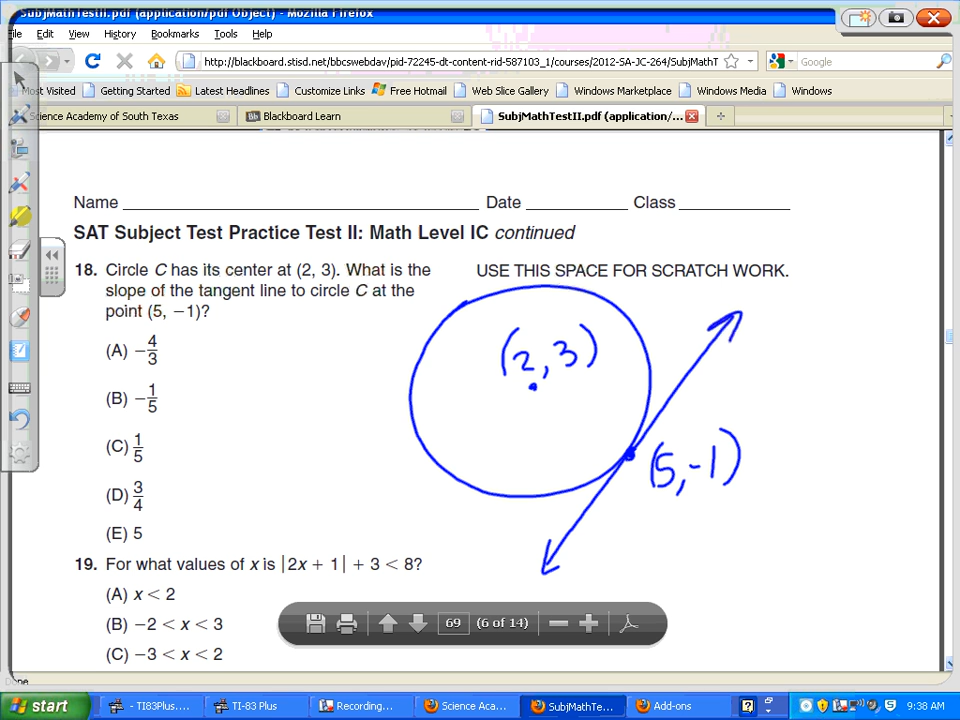 SubjMathTestII.pdf (application/pdf Object) - Mozilla Firefox
File Edit View History Bookmarks Tools Help
http://blackboard.stisd.net/bbcswebdav/pid-72245-dt-content-rid-587103_1/courses/2012-SA-JC-264/SubjMathT
Google
Most Visited Getting Started Latest Headlines Customize Links Free Hotmail Web Slice Gallery Windows Marketplace Windows Media Windows
Science Academy of South Texas Blackboard Learn SubjMathTestII.pdf (application/...
Name Date Class
SAT Subject Test Practice Test II: Math Level IC continued
18. Circle C has its center at (2, 3). What is the
slope of the tangent line to circle C at the
point (5, −1)?
(A) −4/3
(B) −1/5
(C) 1/5
(D) 3/4
(E) 5
USE THIS SPACE FOR SCRATCH WORK.
(2, 3)
(5, -1)
19. For what values of x is |2x + 1| + 3 < 8?
(A) x < 2
(B) −2 < x < 3
(C) −3 < x < 2
69 (6 of 14)
Done
start - TI83Plus.... TI-83 Plus Recording... Science Aca... SubjMathTe... Add-ons 9:38 AM